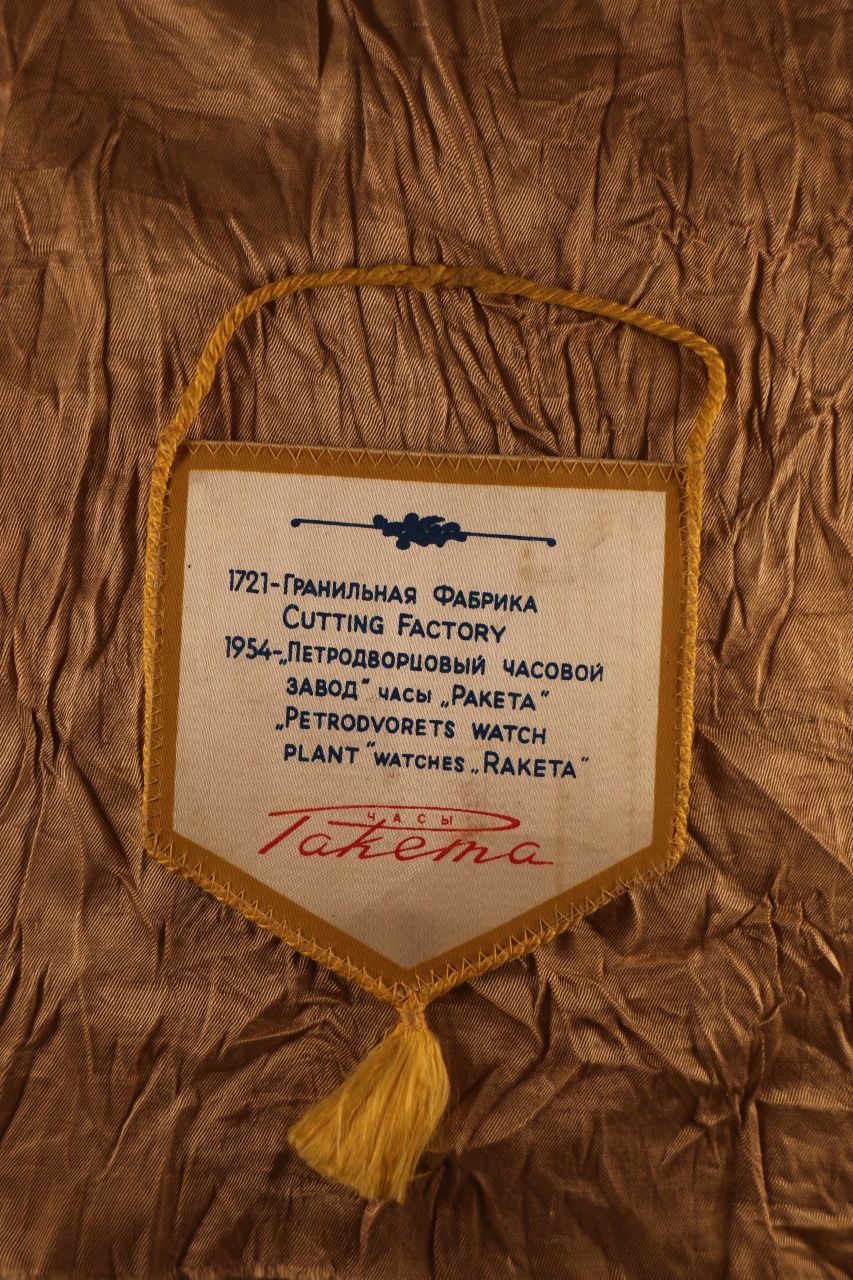 1721-Гранильная Фабрика
Cutting Factory
1954-„Петродворцовый часовой
завод" часы „Ракета"
„Petrodvorets watch
plant" watches „Raketa"
ЧАСЫ
Ракета